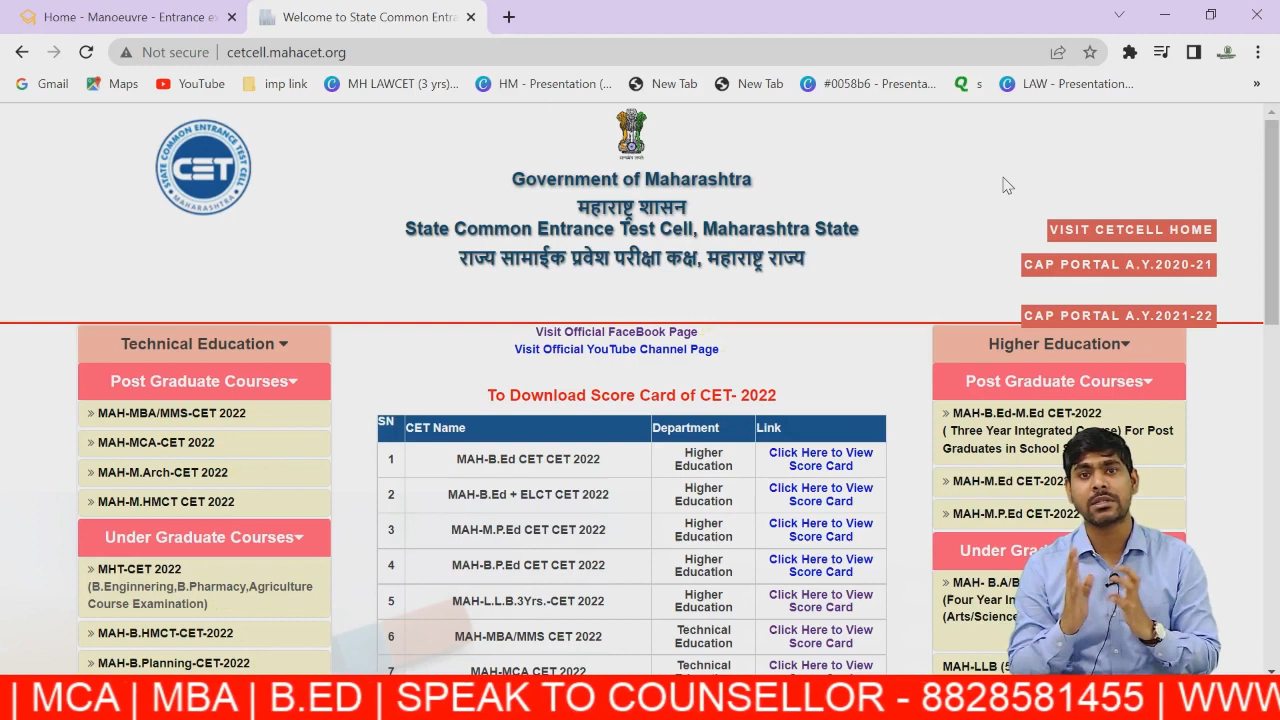 Home - Manoeuvre - Entrance ex
Welcome to State Common Entra
Not secure
cetcell.mahacet.org
Gmail
Maps
YouTube
imp link
MH LAWCET (3 yrs)...
HM - Presentation (...
New Tab
New Tab
#0058b6 - Presenta...
s
LAW - Presentation...
»
STATE COMMON ENTRANCE TEST CELL
CET
MAHARASHTRA
Government of Maharashtra
महाराष्ट्र शासन
State Common Entrance Test Cell, Maharashtra State
राज्य सामाईक प्रवेश परीक्षा कक्ष, महाराष्ट्र राज्य
VISIT CETCELL HOME
CAP PORTAL A.Y.2020-21
CAP PORTAL A.Y.2021-22
Technical Education
Post Graduate Courses
» MAH-MBA/MMS-CET 2022
» MAH-MCA-CET 2022
» MAH-M.Arch-CET 2022
» MAH-M.HMCT CET 2022
Under Graduate Courses
» MHT-CET 2022
(B.Enginnering,B.Pharmacy,Agriculture
Course Examination)
» MAH-B.HMCT-CET-2022
» MAH-B.Planning-CET-2022
Visit Official FaceBook Page
Visit Official YouTube Channel Page
To Download Score Card of CET- 2022
SN CET Name Department Link
1 MAH-B.Ed CET CET 2022 Higher Education Click Here to View Score Card
2 MAH-B.Ed + ELCT CET 2022 Higher Education Click Here to View Score Card
3 MAH-M.P.Ed CET CET 2022 Higher Education Click Here to View Score Card
4 MAH-B.P.Ed CET CET 2022 Higher Education Click Here to View Score Card
5 MAH-L.L.B.3Yrs.-CET 2022 Higher Education Click Here to View Score Card
6 MAH-MBA/MMS CET 2022 Technical Education Click Here to View Score Card
7 MAH-MCA CET 2022 Technical Click Here to View
Higher Education
Post Graduate Courses
» MAH-B.Ed-M.Ed CET-2022
( Three Year Integrated Course) For Post
Graduates in School
» MAH-M.Ed CET-2022
» MAH-M.P.Ed CET-2022
Under Gra
» MAH- B.A/B
(Four Year In
(Arts/Science
MAH-LLB (5
| MCA | MBA | B.ED | SPEAK TO COUNSELLOR - 8828581455 | WWW